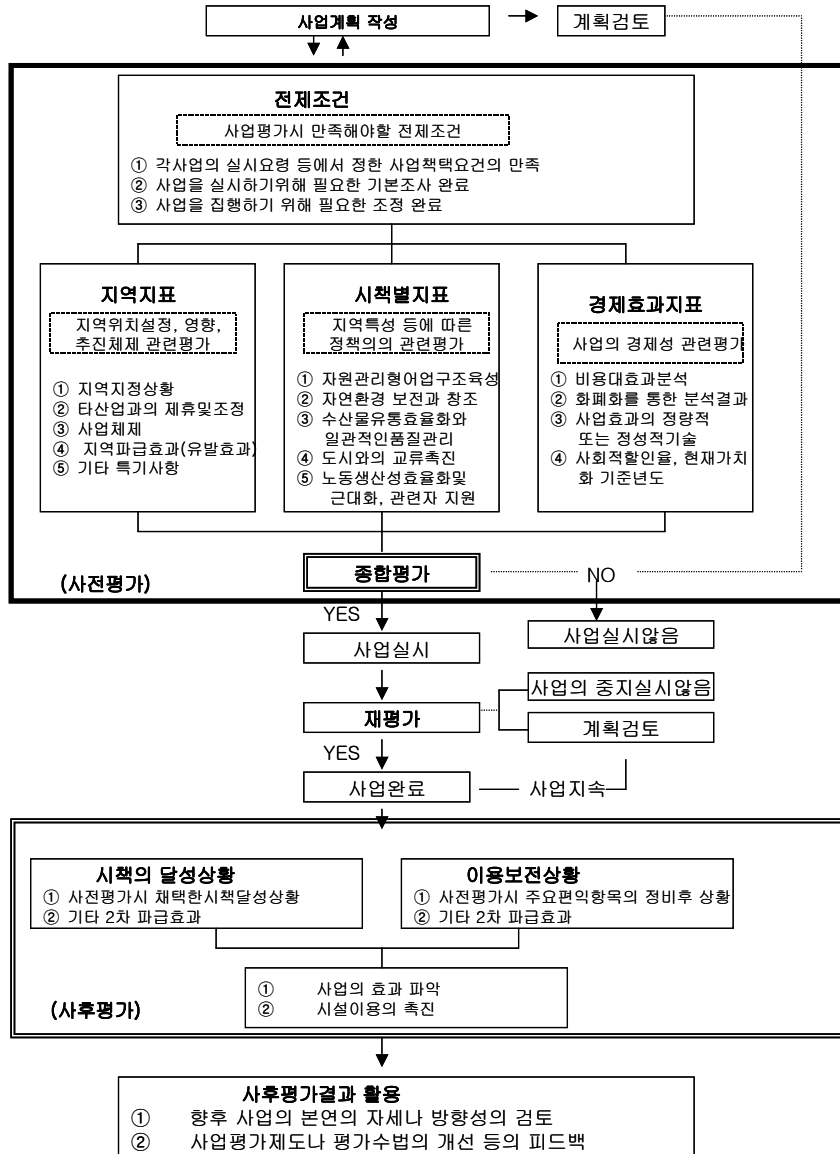 사업계획 작성
계획검토
전제조건
사업평가시 만족해야할 전제조건
① 각사업의 실시요령 등에서 정한 사업책택요건의 만족
② 사업을 실시하기위해 필요한 기본조사 완료
③ 사업을 집행하기 위해 필요한 조정 완료
지역지표
지역위치설정, 영향,
추진체제 관련평가
① 지역지정상황
② 타산업과의 제휴및조정
③ 사업체제
④ 지역파급효과(유발효과)
⑤ 기타 특기사항
시책별지표
지역특성 등에 따른
정책의의 관련평가
① 자원관리형어업구조육성
② 자연환경 보전과 창조
③ 수산물유통효율화와
일관적인품질관리
④ 도시와의 교류촉진
⑤ 노동생산성효율화및
근대화, 관련자 지원
경제효과지표
사업의 경제성 관련평가
① 비용대효과분석
② 화폐화를 통한 분석결과
③ 사업효과의 정량적
또는 정성적기술
④ 사회적할인율, 현재가치
화 기준년도
종합평가
NO
(사전평가)
YES
사업실시않음
사업실시
사업의 중지실시않음
재평가
계획검토
YES
사업완료
사업지속
시책의 달성상황
① 사전평가시 채택한시책달성상황
② 기타 2차 파급효과
이용보전상황
① 사전평가시 주요편익항목의 정비후 상황
② 기타 2차 파급효과
① 사업의 효과 파악
② 시설이용의 촉진
(사후평가)
사후평가결과 활용
① 향후 사업의 본연의 자세나 방향성의 검토
② 사업평가제도나 평가수법의 개선 등의 피드백